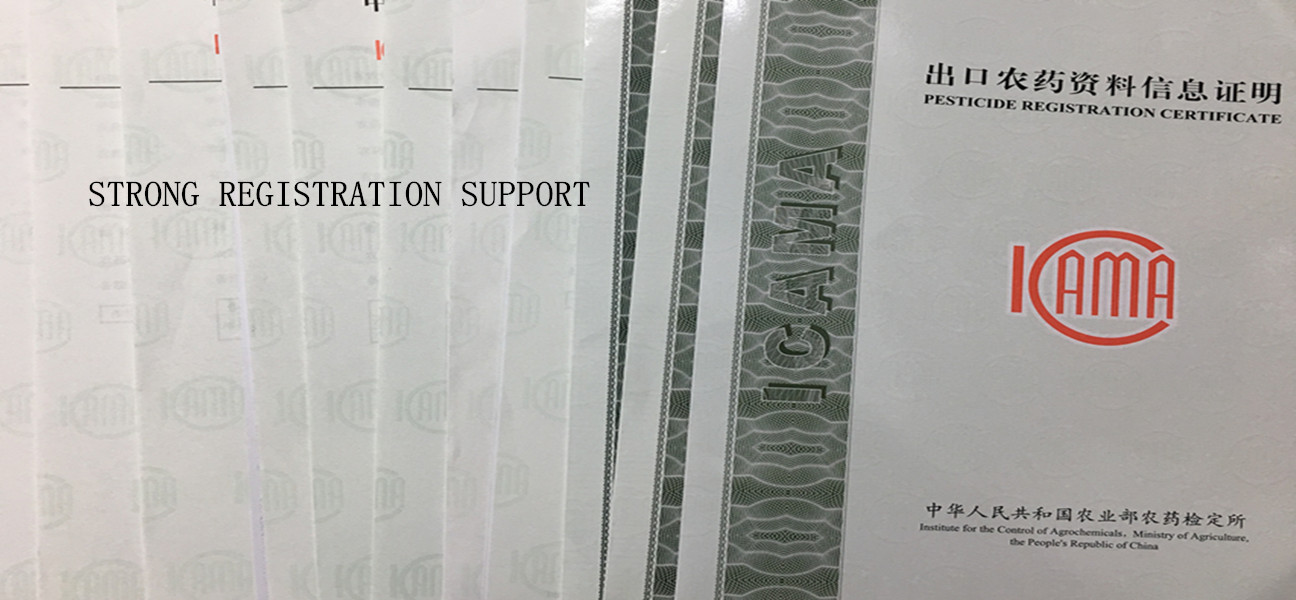 出口农药资料信息证明
PESTICIDE REGISTRATION CERTIFICATE
STRONG REGISTRATION SUPPORT
ICAMA
ICAMA
中华人民共和国农业部农药检定所
Institute for the Control of Agrochemicals, Ministry of Agriculture,
the People's Republic of China